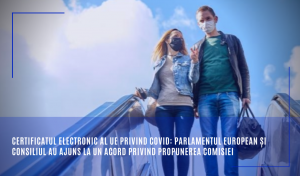 CERTIFICATUL ELECTRONIC AL UE PRIVIND COVID: PARLAMENTUL EUROPEAN ȘI
CONSILIUL AU AJUNS LA UN ACORD PRIVIND PROPUNEREA COMISIEI